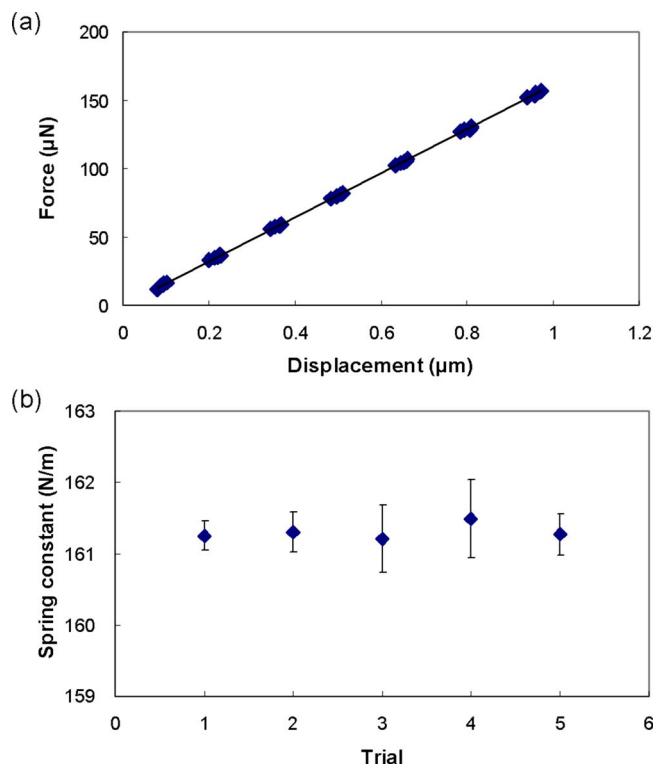 (a)
200
150
100
50
0
Force (µN)
0 0.2 0.4 0.6 0.8 1 1.2
Displacement (µm)
(b)
163
162
161
160
159
Spring constant (N/m)
0 1 2 3 4 5 6
Trial